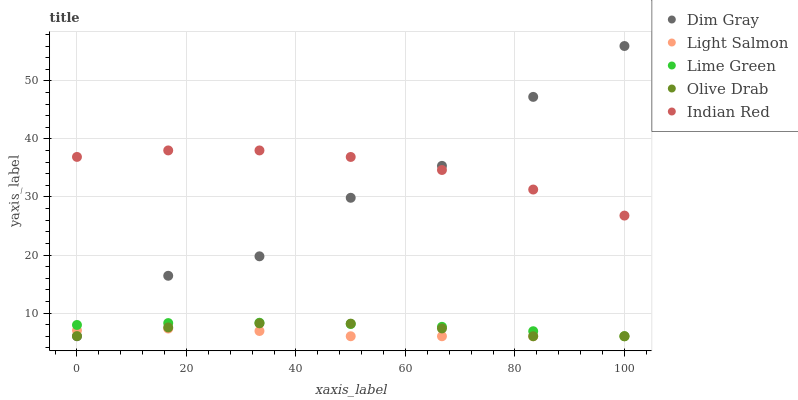 title
Dim Gray
Light Salmon
Lime Green
Olive Drab
Indian Red
yaxis_label
50
40
30
20
10
0
20
40
60
80
100
xaxis_label